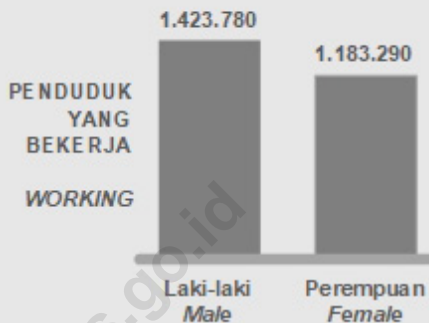 1.423.780
1.183.290
PENDUDUK
YANG
BEKERJA
WORKING
Laki-laki
Male
Perempuan
Female